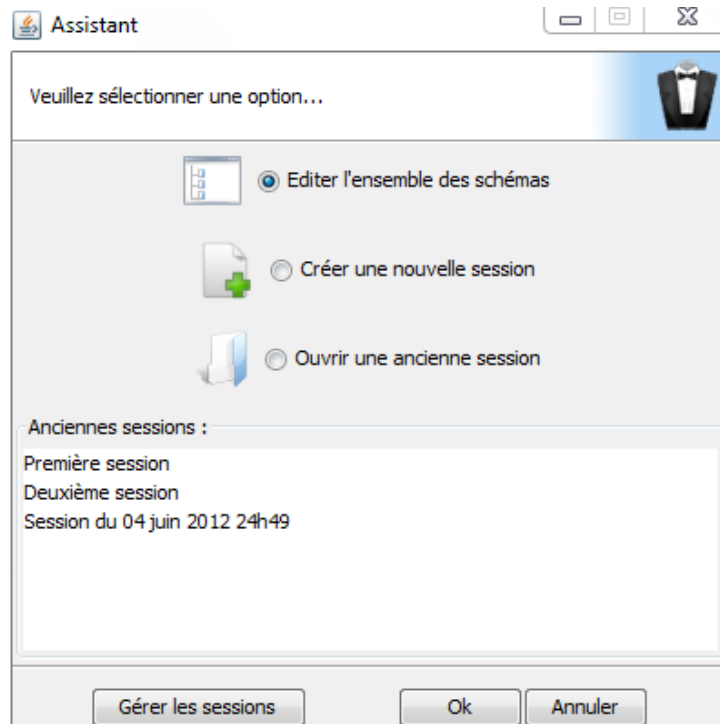 Assistant
Veuillez sélectionner une option...
Editer l'ensemble des schémas
Créer une nouvelle session
Ouvrir une ancienne session
Anciennes sessions :
Première session
Deuxième session
Session du 04 juin 2012 24h49
Gérer les sessions Ok Annuler